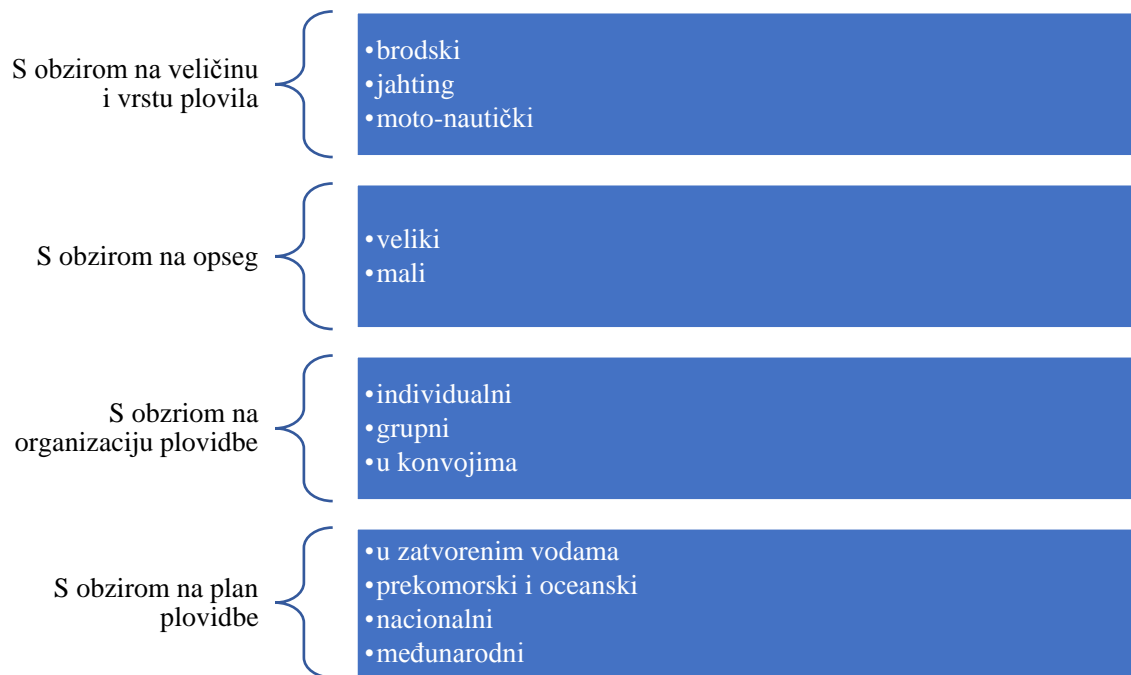 S obzirom na veličinu
i vrstu plovila
•brodski
•jahting
•moto-nautički
S obzirom na opseg
•veliki
•mali
S obzriom na
organizaciju plovidbe
•individualni
•grupni
•u konvojima
S obzirom na plan
plovidbe
•u zatvorenim vodama
•prekomorski i oceanski
•nacionalni
•međunarodni